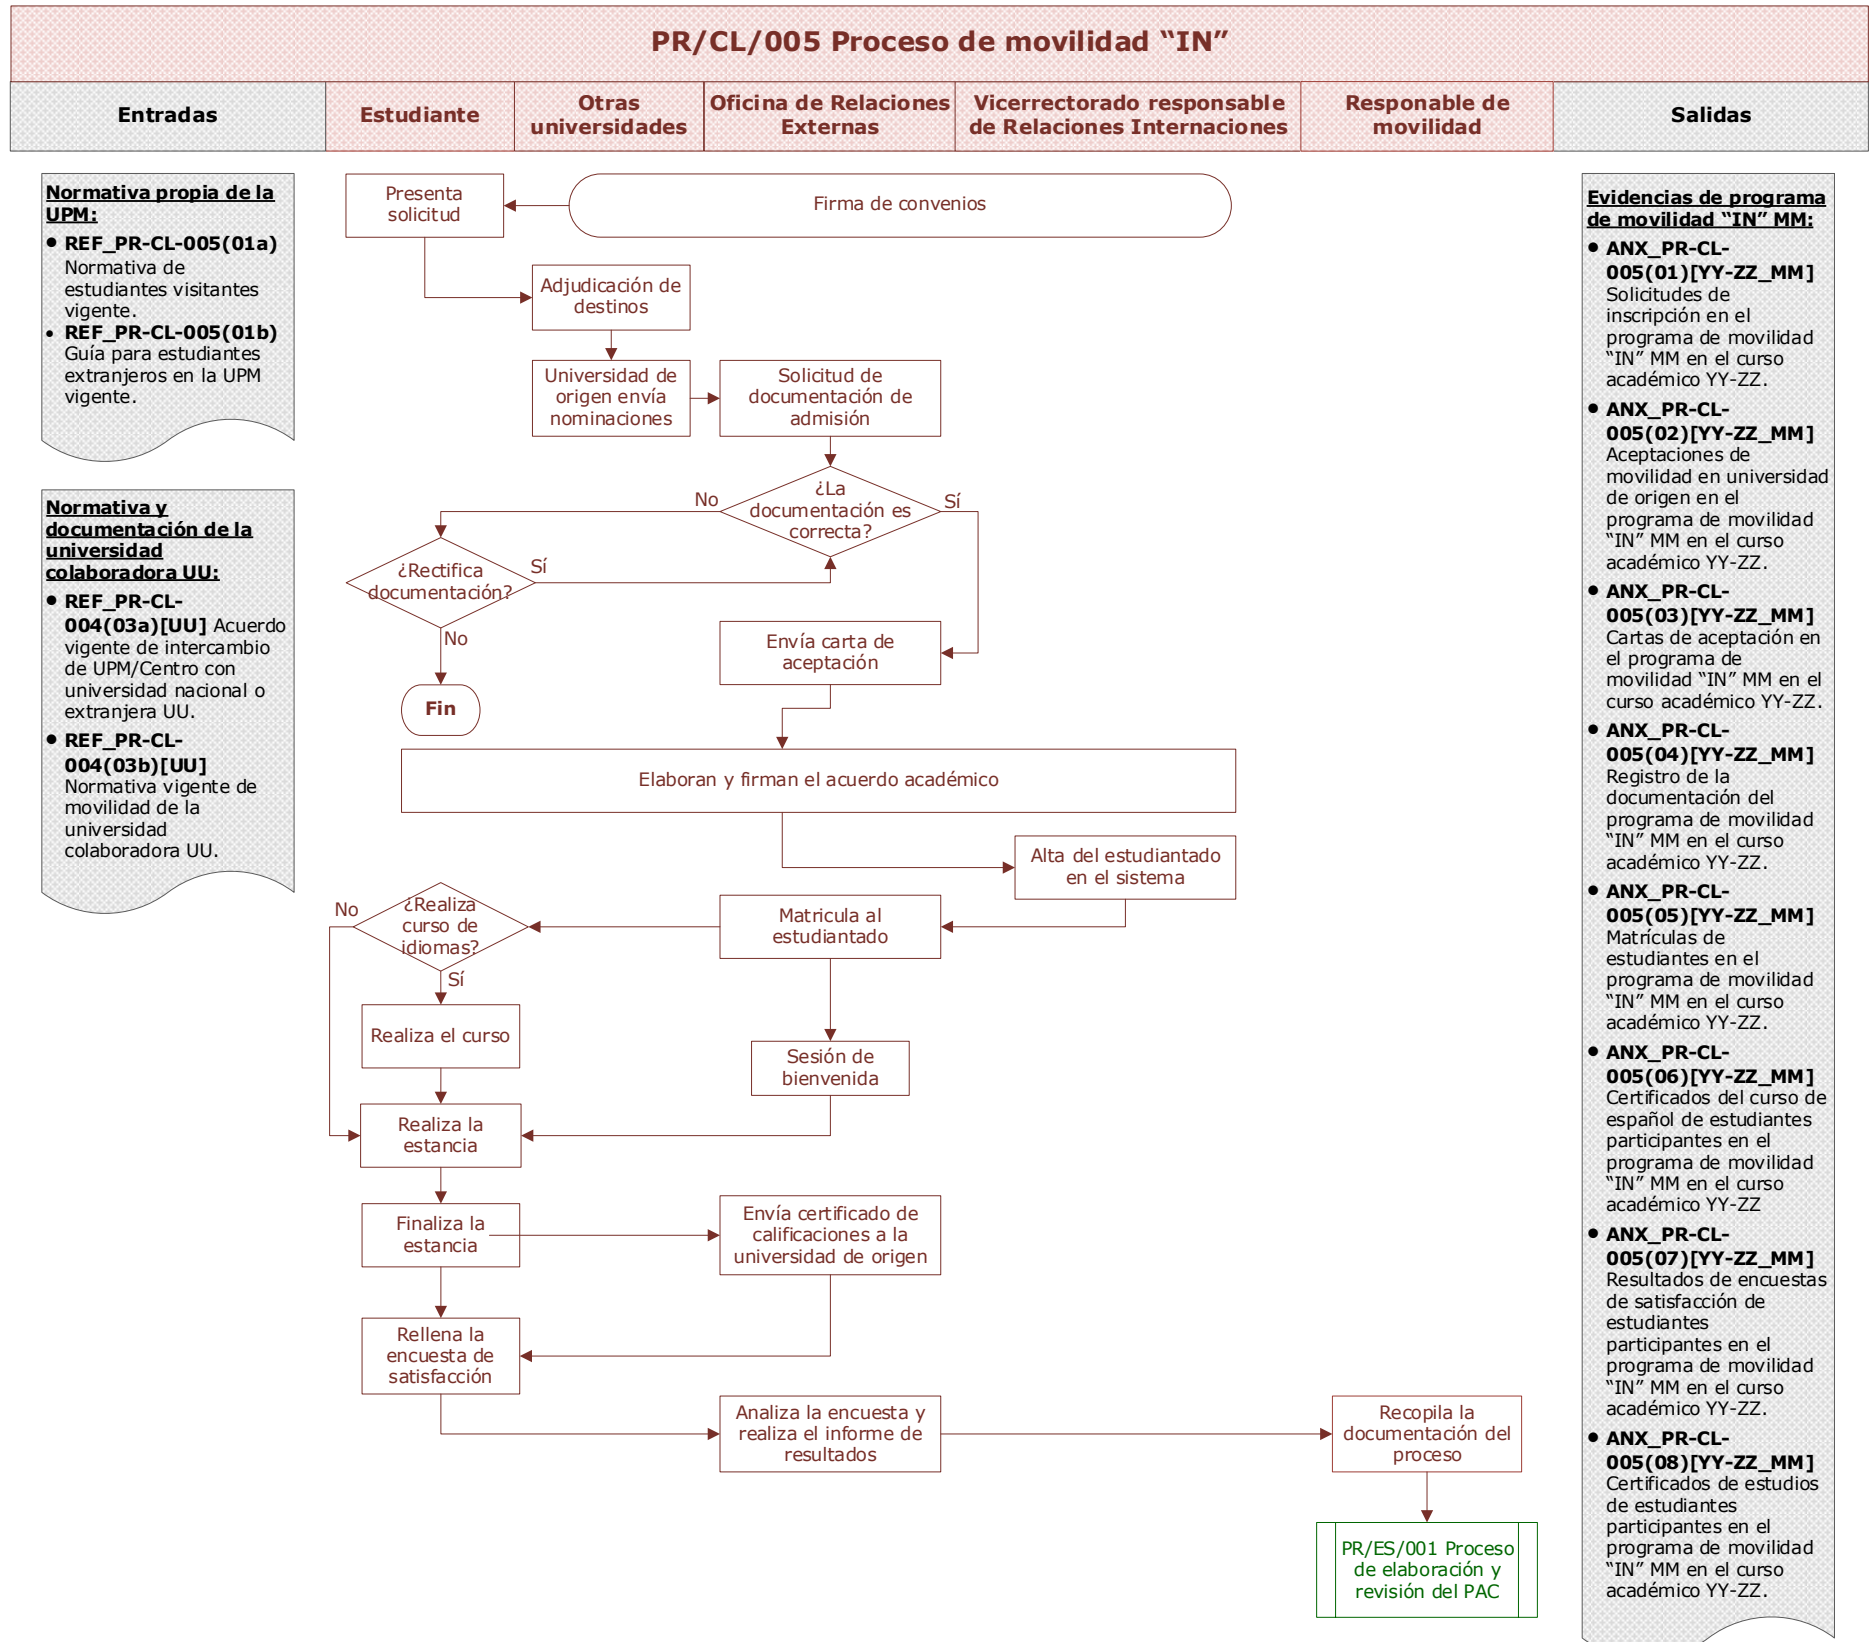 PR/CL/005 Proceso de movilidad “IN”
Entradas
Estudiante
Otras
universidades
Oficina de Relaciones
Externas
Vicerrectorado responsable
de Relaciones Internaciones
Responable de
movilidad
Salidas
Normativa propia de la
UPM:
• REF_PR-CL-005(01a)
Normativa de
estudiantes visitantes
vigente.
• REF_PR-CL-005(01b)
Guía para estudiantes
extranjeros en la UPM
vigente.
Normativa y
documentación de la
universidad
colaboradora UU:
• REF_PR-CL-
004(03a)[UU] Acuerdo
vigente de intercambio
de UPM/Centro con
universidad nacional o
extranjera UU.
• REF_PR-CL-
004(03b)[UU]
Normativa vigente de
movilidad de la
universidad
colaboradora UU.
Presenta
solicitud
Firma de convenios
Adjudicación de
destinos
Universidad de
origen envía
nominaciones
Solicitud de
documentación de
admisión
¿La
documentación es
correcta?
No
Sí
¿Rectifica
documentación?
Sí
No
Fin
Envía carta de
aceptación
Elaboran y firman el acuerdo académico
Alta del estudiantado
en el sistema
Matricula al
estudiantado
¿Realiza
curso de
idiomas?
No
Sí
Realiza el curso
Sesión de
bienvenida
Realiza la
estancia
Finaliza la
estancia
Envía certificado de
calificaciones a la
universidad de origen
Rellena la
encuesta de
satisfacción
Analiza la encuesta y
realiza el informe de
resultados
Recopila la
documentación del
proceso
PR/ES/001 Proceso
de elaboración y
revisión del PAC
Evidencias de programa
de movilidad “IN” MM:
• ANX_PR-CL-
005(01)[YY-ZZ_MM]
Solicitudes de
inscripción en el
programa de movilidad
“IN” MM en el curso
académico YY-ZZ.
• ANX_PR-CL-
005(02)[YY-ZZ_MM]
Aceptaciones de
movilidad en universidad
de origen en el
programa de movilidad
“IN” MM en el curso
académico YY-ZZ.
• ANX_PR-CL-
005(03)[YY-ZZ_MM]
Cartas de aceptación en
el programa de
movilidad “IN” MM en el
curso académico YY-ZZ.
• ANX_PR-CL-
005(04)[YY-ZZ_MM]
Registro de la
documentación del
programa de movilidad
“IN” MM en el curso
académico YY-ZZ.
• ANX_PR-CL-
005(05)[YY-ZZ_MM]
Matrículas de
estudiantes en el
programa de movilidad
“IN” MM en el curso
académico YY-ZZ.
• ANX_PR-CL-
005(06)[YY-ZZ_MM]
Certificados del curso de
español de estudiantes
participantes en el
programa de movilidad
“IN” MM en el curso
académico YY-ZZ
• ANX_PR-CL-
005(07)[YY-ZZ_MM]
Resultados de encuestas
de satisfacción de
estudiantes
participantes en el
programa de movilidad
“IN” MM en el curso
académico YY-ZZ.
• ANX_PR-CL-
005(08)[YY-ZZ_MM]
Certificados de estudios
de estudiantes
participantes en el
programa de movilidad
“IN” MM en el curso
académico YY-ZZ.